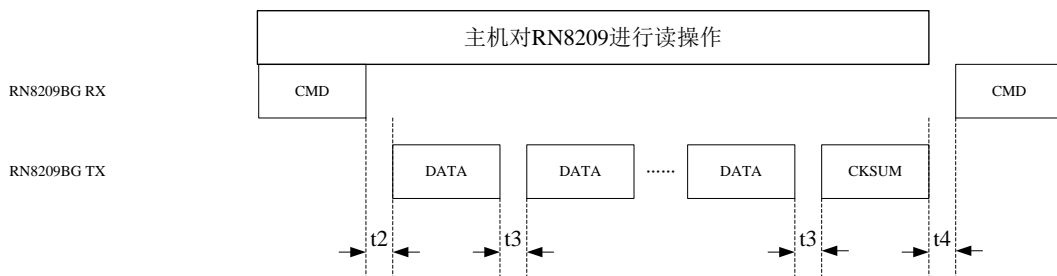 主机对RN8209进行读操作
RN8209BG RX
CMD
CMD
RN8209BG TX
DATA
DATA
......
DATA
CKSUM
t2
t3
t3
t4